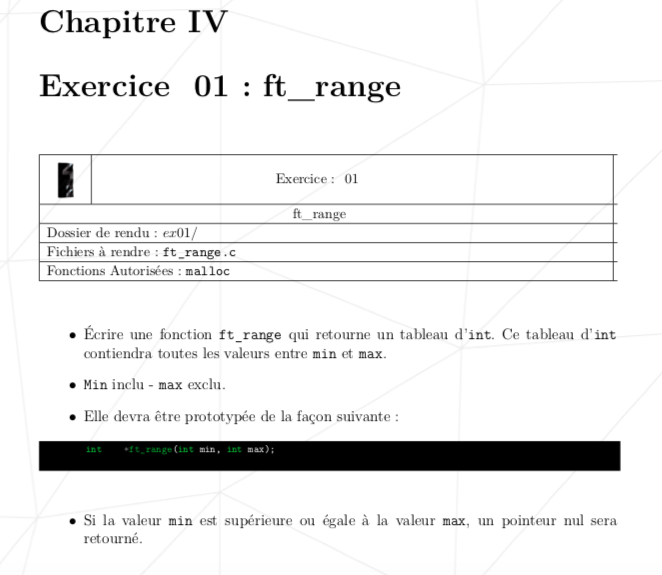 Chapitre IV
Exercice 01 : ft_range
Exercice : 01
ft_range
Dossier de rendu : ex01/
Fichiers à rendre : ft_range.c
Fonctions Autorisées : malloc
• Écrire une fonction ft_range qui retourne un tableau d'int. Ce tableau d'int
contiendra toutes les valeurs entre min et max.
• Min inclu - max exclu.
• Elle devra être prototypée de la façon suivante :
int *ft_range(int min, int max);
• Si la valeur min est supérieure ou égale à la valeur max, un pointeur nul sera
retourné.